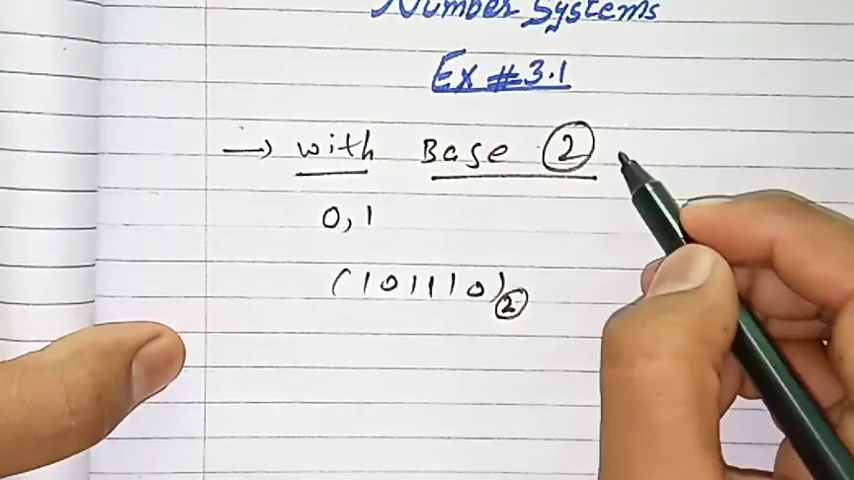 Number Systems
Ex #3.1
→ with Base 2
0, 1
(101110)2